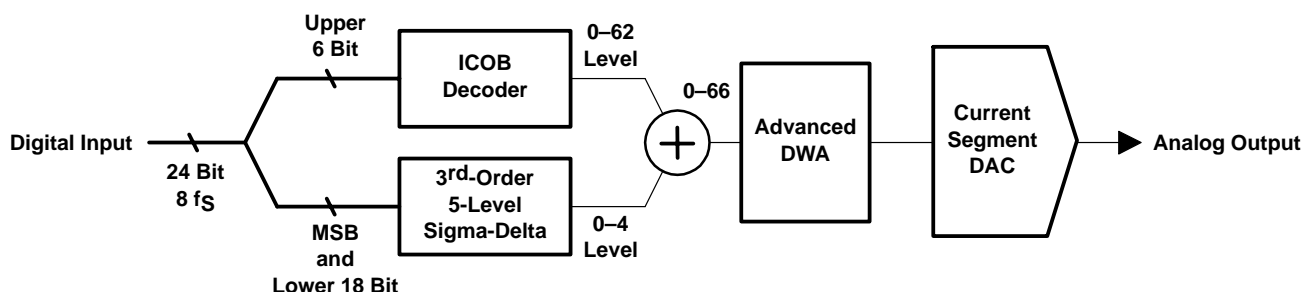 Digital Input
24 Bit
8 fS
Upper
6 Bit
ICOB
Decoder
0–62
Level
MSB
and
Lower 18 Bit
3rd-Order
5-Level
Sigma-Delta
0–4
Level
+
0–66
Advanced
DWA
Current
Segment
DAC
Analog Output